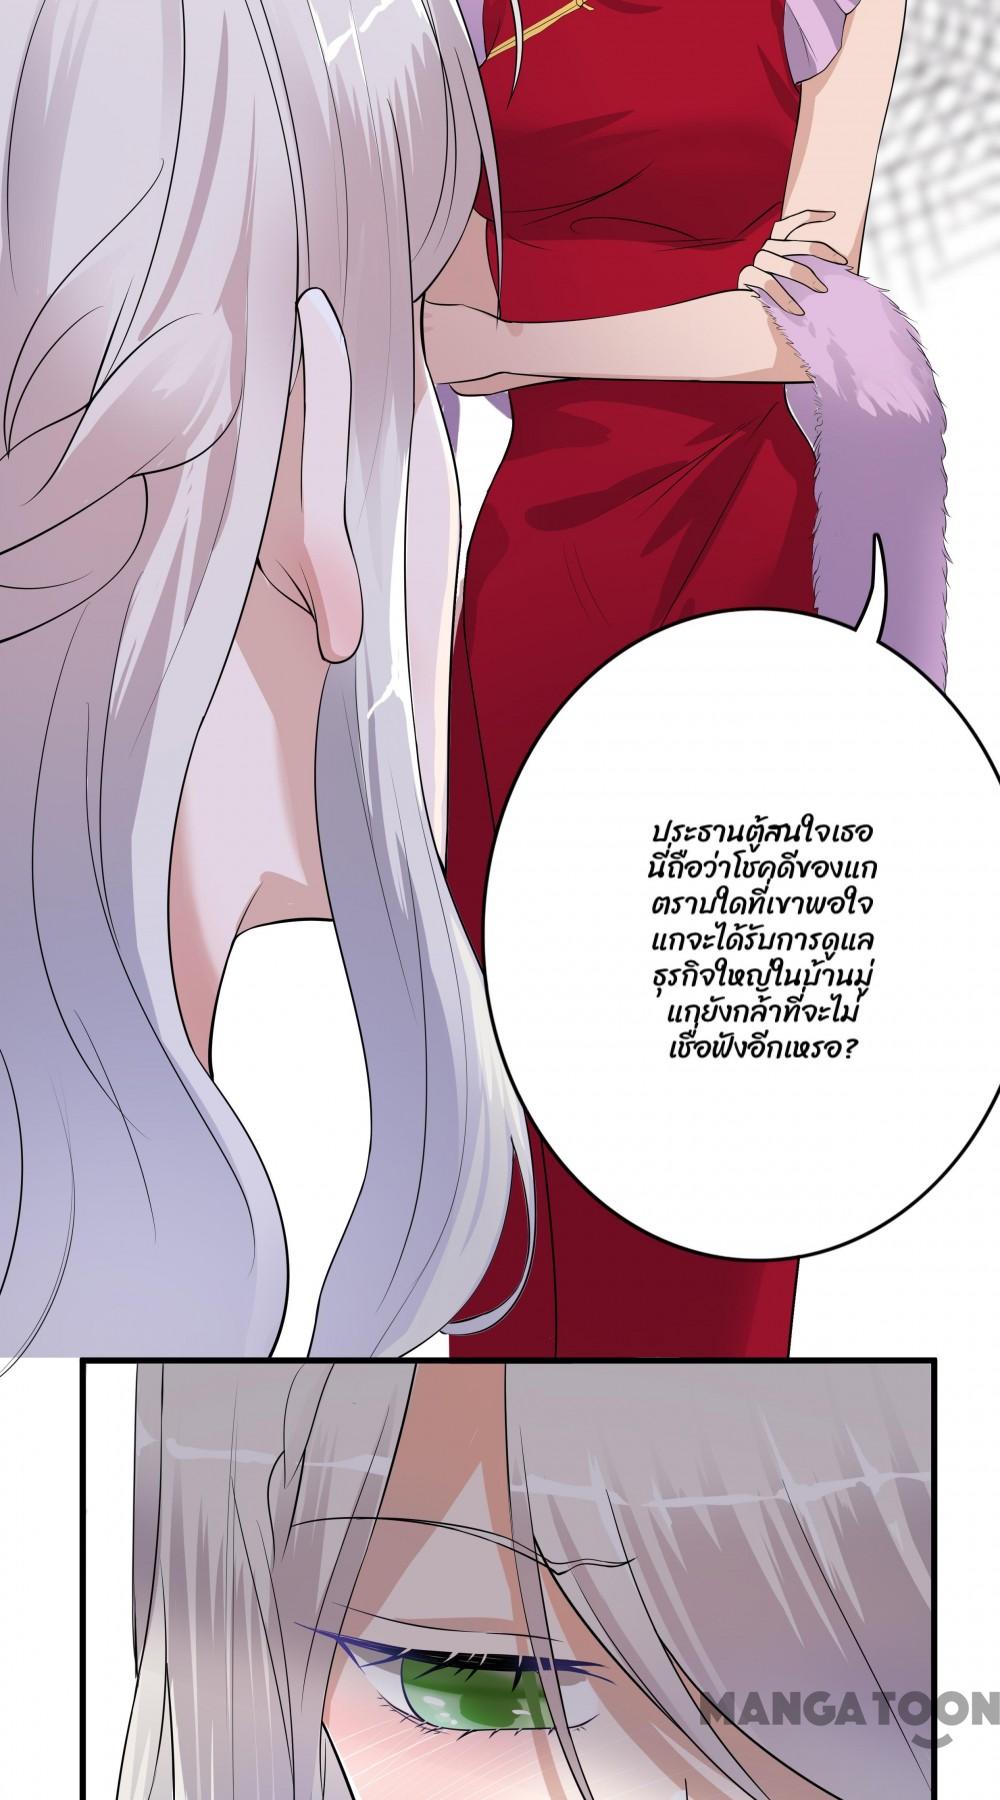 ประธานตู้สนใจเธอ
นี่ถือว่าโชคดีของแก
ตราบใดที่เขาพอใจ
แกจะได้รับการดูแล
ธุรกิจใหญ่ในบ้านมู่
แกยังกล้าที่จะไม่
เชื่อฟังอีกเหรอ?
MANGATOON